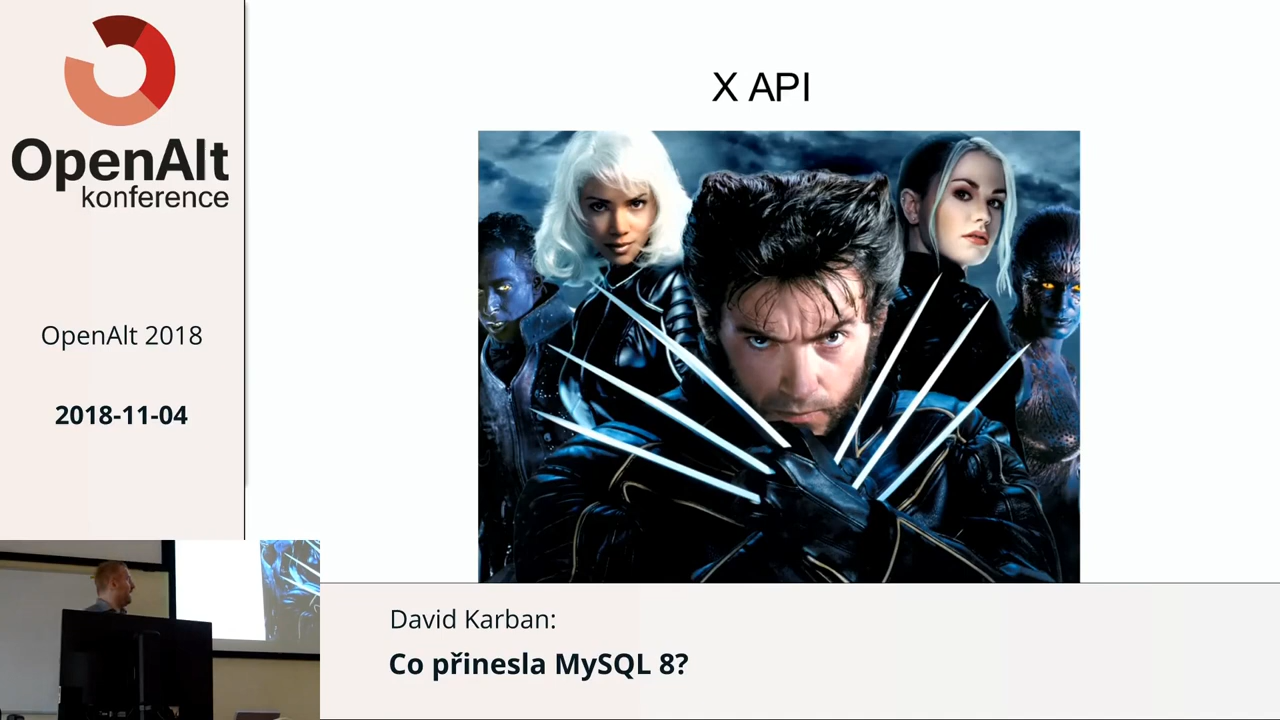 OpenAlt
konference
OpenAlt 2018
2018-11-04
X API
David Karban:
Co přinesla MySQL 8?